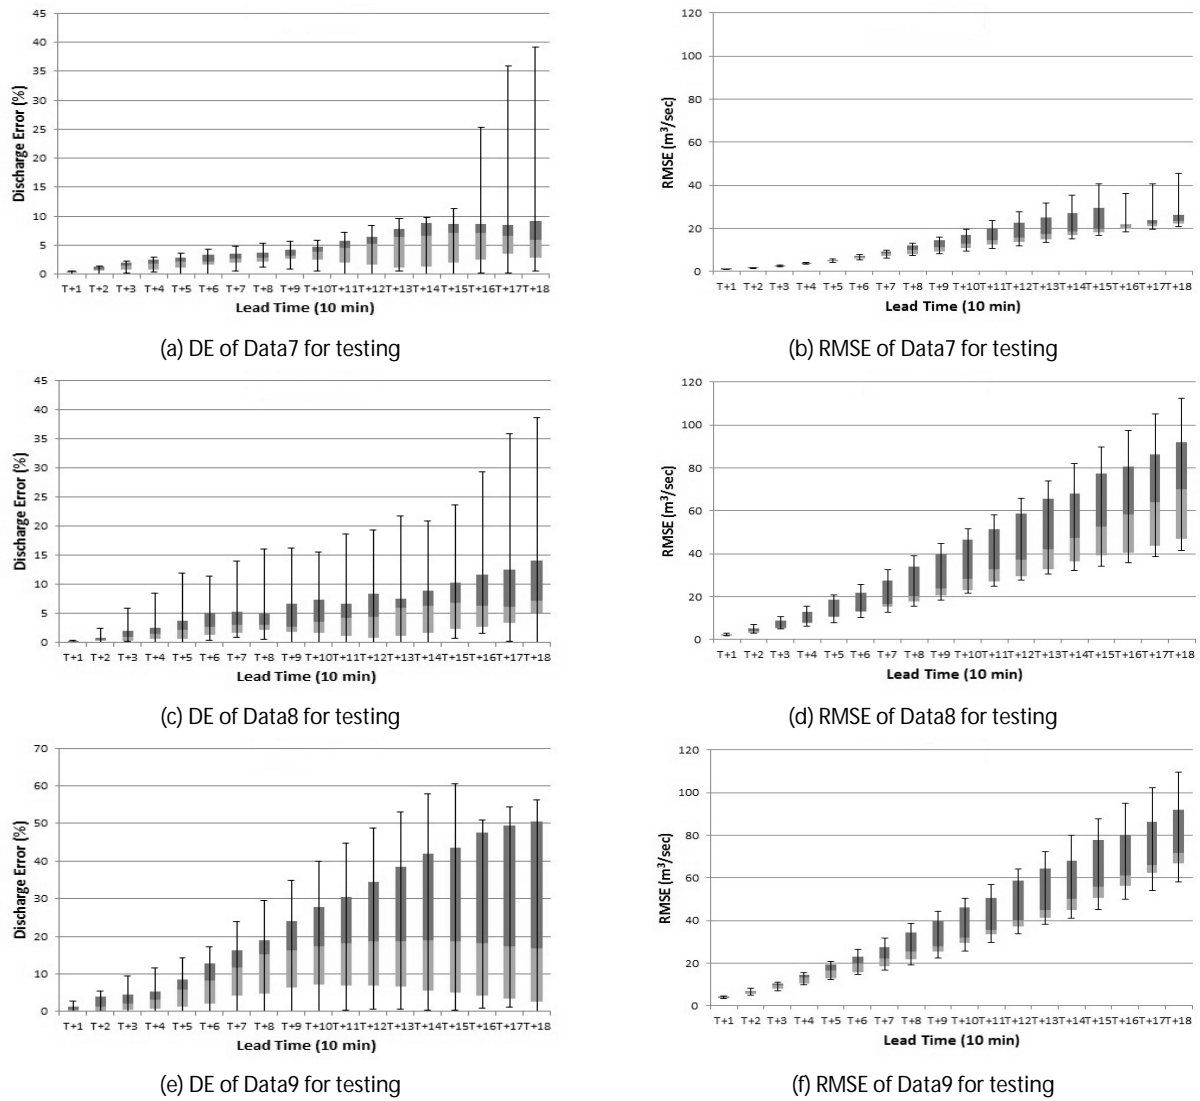 45
40
35
30
25
20
15
10
5
0
Discharge Error (%)
T+1 T+2 T+3 T+4 T+5 T+6 T+7 T+8 T+9 T+10 T+11 T+12 T+13 T+14 T+15 T+16 T+17 T+18
Lead Time (10 min)
(a) DE of Data7 for testing
120
100
80
60
40
20
0
RMSE (m³/sec)
T+1 T+2 T+3 T+4 T+5 T+6 T+7 T+8 T+9 T+10 T+11 T+12 T+13 T+14 T+15 T+16 T+17 T+18
Lead Time (10 min)
(b) RMSE of Data7 for testing
45
40
35
30
25
20
15
10
5
0
Discharge Error (%)
T+1 T+2 T+3 T+4 T+5 T+6 T+7 T+8 T+9 T+10 T+11 T+12 T+13 T+14 T+15 T+16 T+17 T+18
Lead Time (10 min)
(c) DE of Data8 for testing
120
100
80
60
40
20
0
RMSE (m³/sec)
T+1 T+2 T+3 T+4 T+5 T+6 T+7 T+8 T+9 T+10 T+11 T+12 T+13 T+14 T+15 T+16 T+17 T+18
Lead Time (10 min)
(d) RMSE of Data8 for testing
70
60
50
40
30
20
10
0
Discharge Error (%)
T+1 T+2 T+3 T+4 T+5 T+6 T+7 T+8 T+9 T+10 T+11 T+12 T+13 T+14 T+15 T+16 T+17 T+18
Lead Time (10 min)
(e) DE of Data9 for testing
120
100
80
60
40
20
0
RMSE (m³/sec)
T+1 T+2 T+3 T+4 T+5 T+6 T+7 T+8 T+9 T+10 T+11 T+12 T+13 T+14 T+15 T+16 T+17 T+18
Lead Time (10 min)
(f) RMSE of Data9 for testing